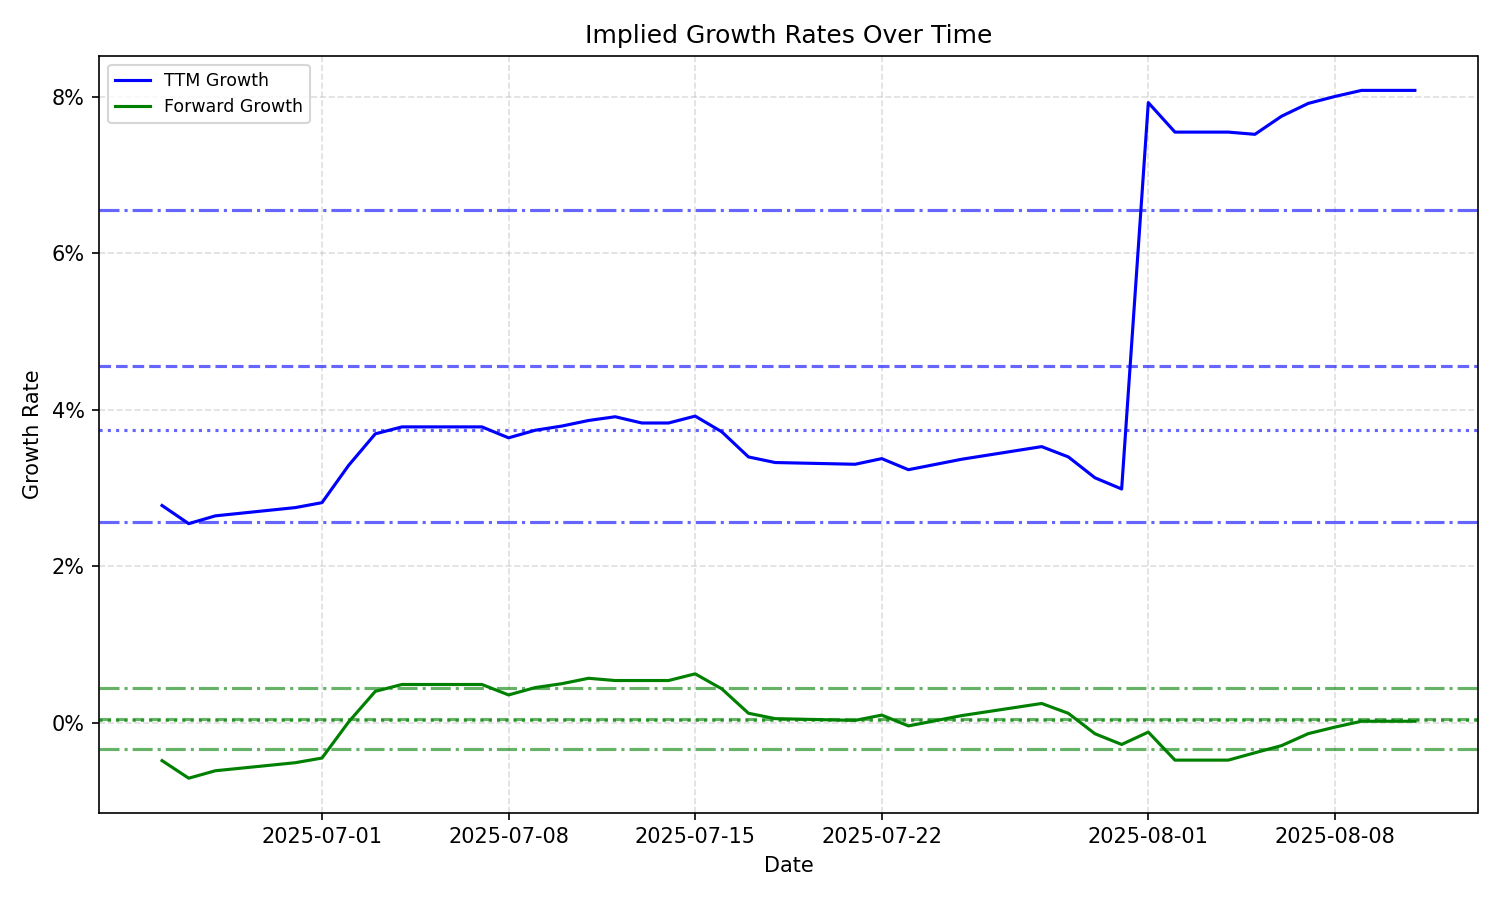 Implied Growth Rates Over Time
TTM Growth
Forward Growth
8%
6%
4%
2%
0%
Growth Rate
2025-07-01
2025-07-08
2025-07-15
2025-07-22
2025-08-01
2025-08-08
Date